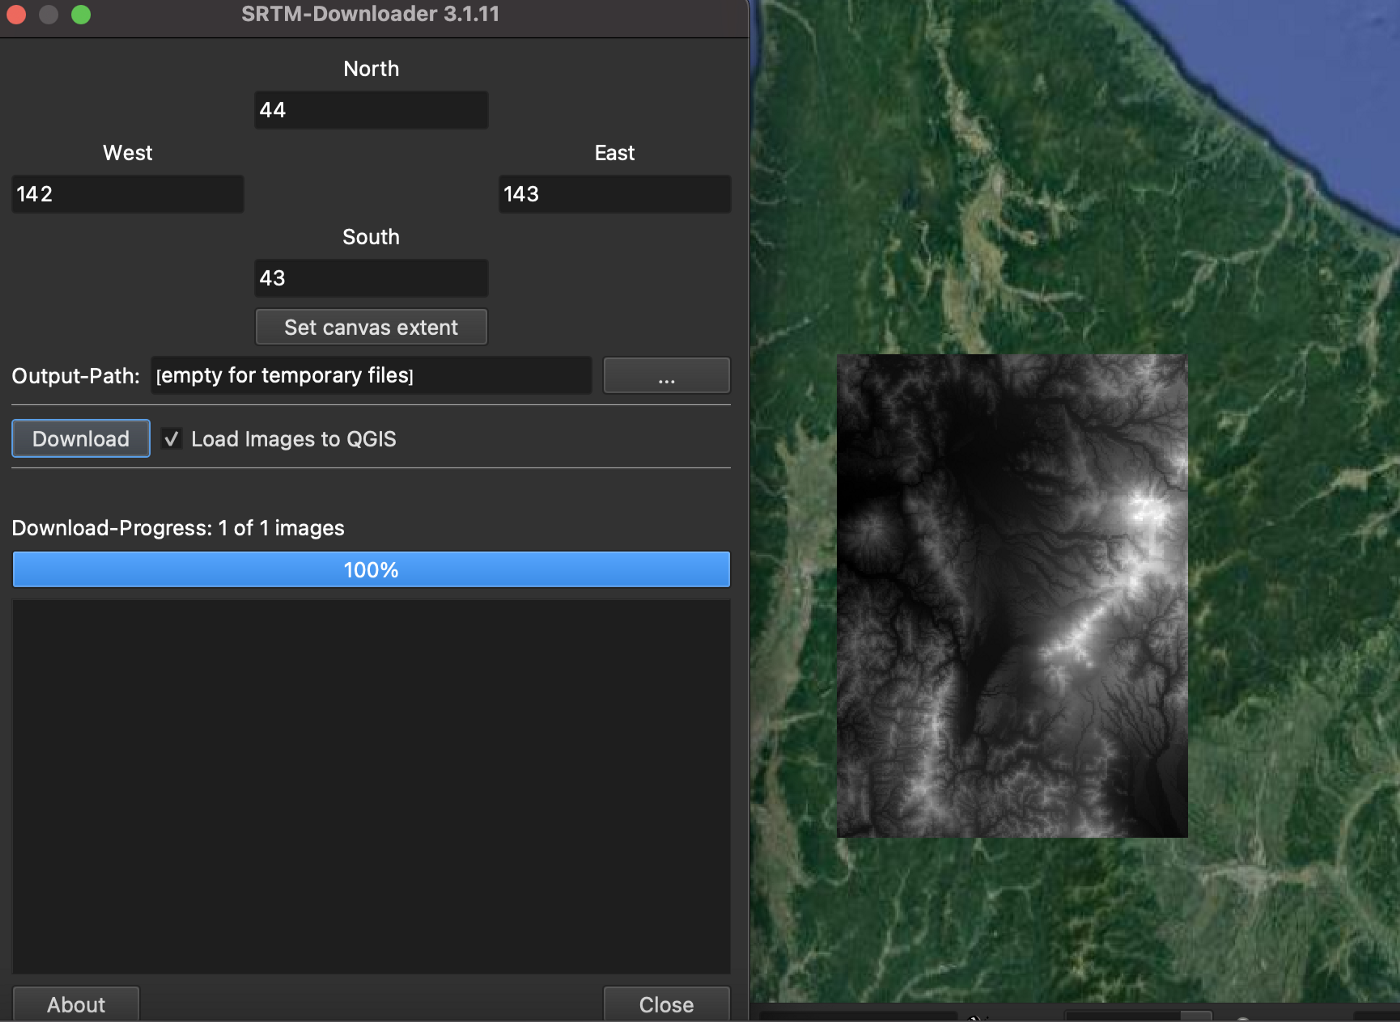 SRTM-Downloader 3.1.11
North
44
West
East
142
143
South
43
Set canvas extent
Output-Path:
[empty for temporary files]
...
Download
Load Images to QGIS
Download-Progress: 1 of 1 images
100%
About
Close